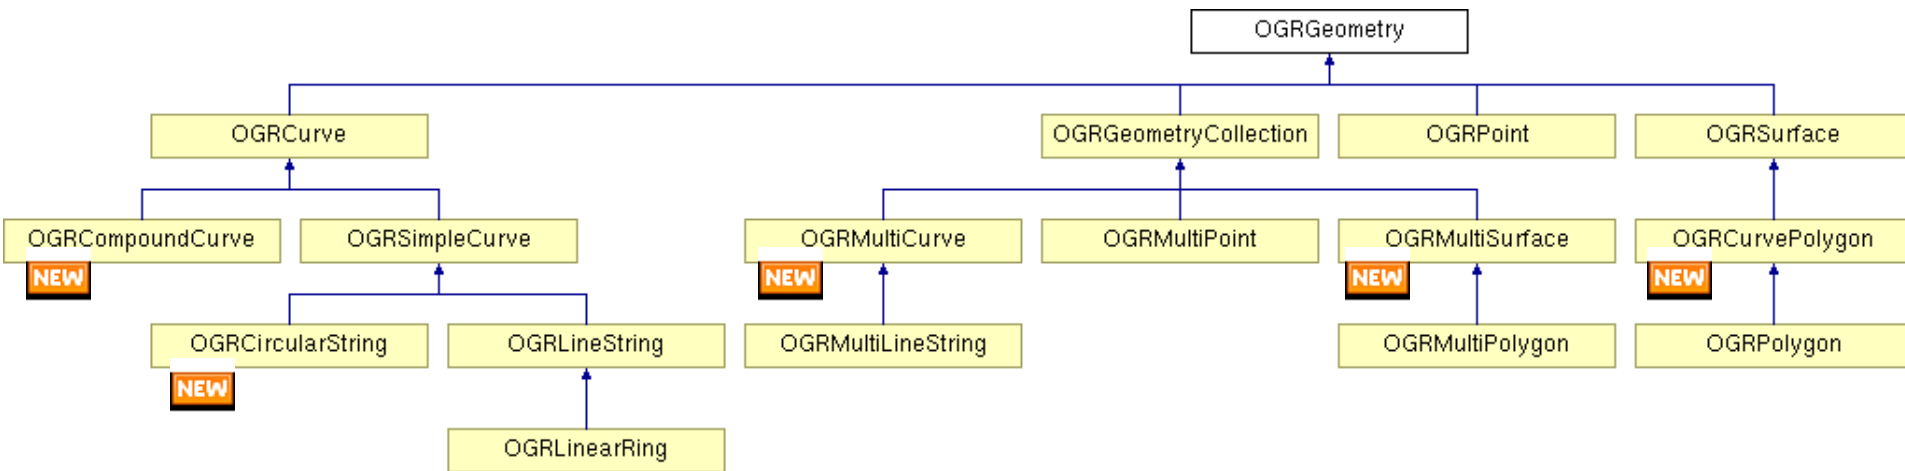 OGRGeometry
OGRCurve
OGRGeometryCollection
OGRPoint
OGRSurface
OGRCompoundCurve
OGRSimpleCurve
OGRMultiCurve
OGRMultiPoint
OGRMultiSurface
OGRCurvePolygon
NEW
NEW
NEW
NEW
OGRCircularString
OGRLineString
OGRMultiLineString
OGRMultiPolygon
OGRPolygon
NEW
OGRLinearRing